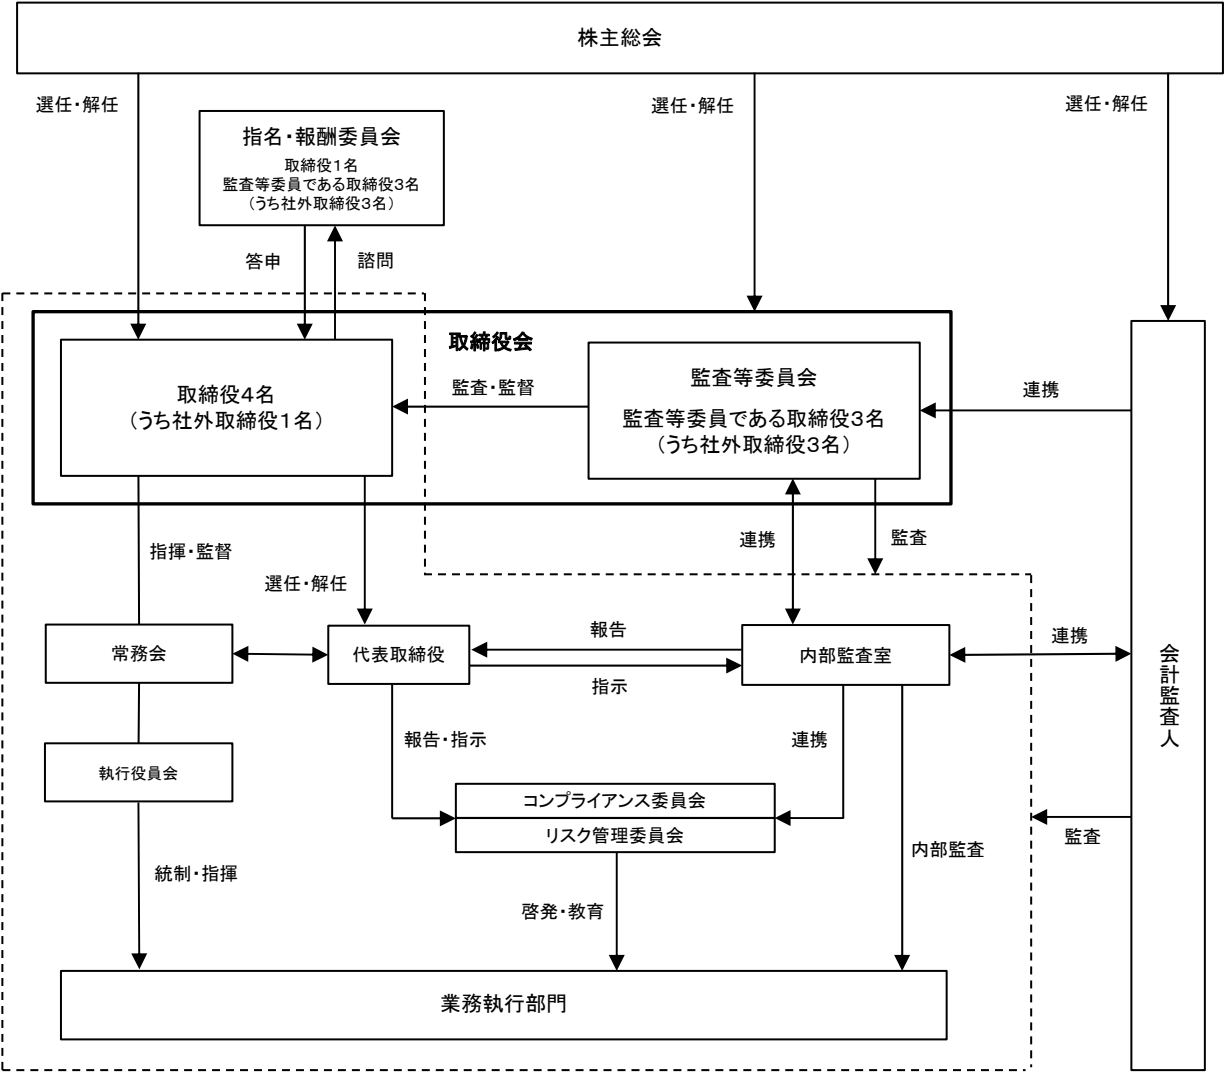 株主総会
選任・解任
選任・解任
選任・解任
指名・報酬委員会
取締役１名
監査等委員である取締役３名
（うち社外取締役３名）
答申
諮問
取締役会
取締役４名
（うち社外取締役１名）
監査・監督
監査等委員会
監査等委員である取締役３名
（うち社外取締役３名）
連携
指揮・監督
選任・解任
連携
監査
常務会
代表取締役
報告
指示
内部監査室
連携
会計監査人
執行役員会
報告・指示
連携
コンプライアンス委員会
リスク管理委員会
監査
内部監査
統制・指揮
啓発・教育
業務執行部門